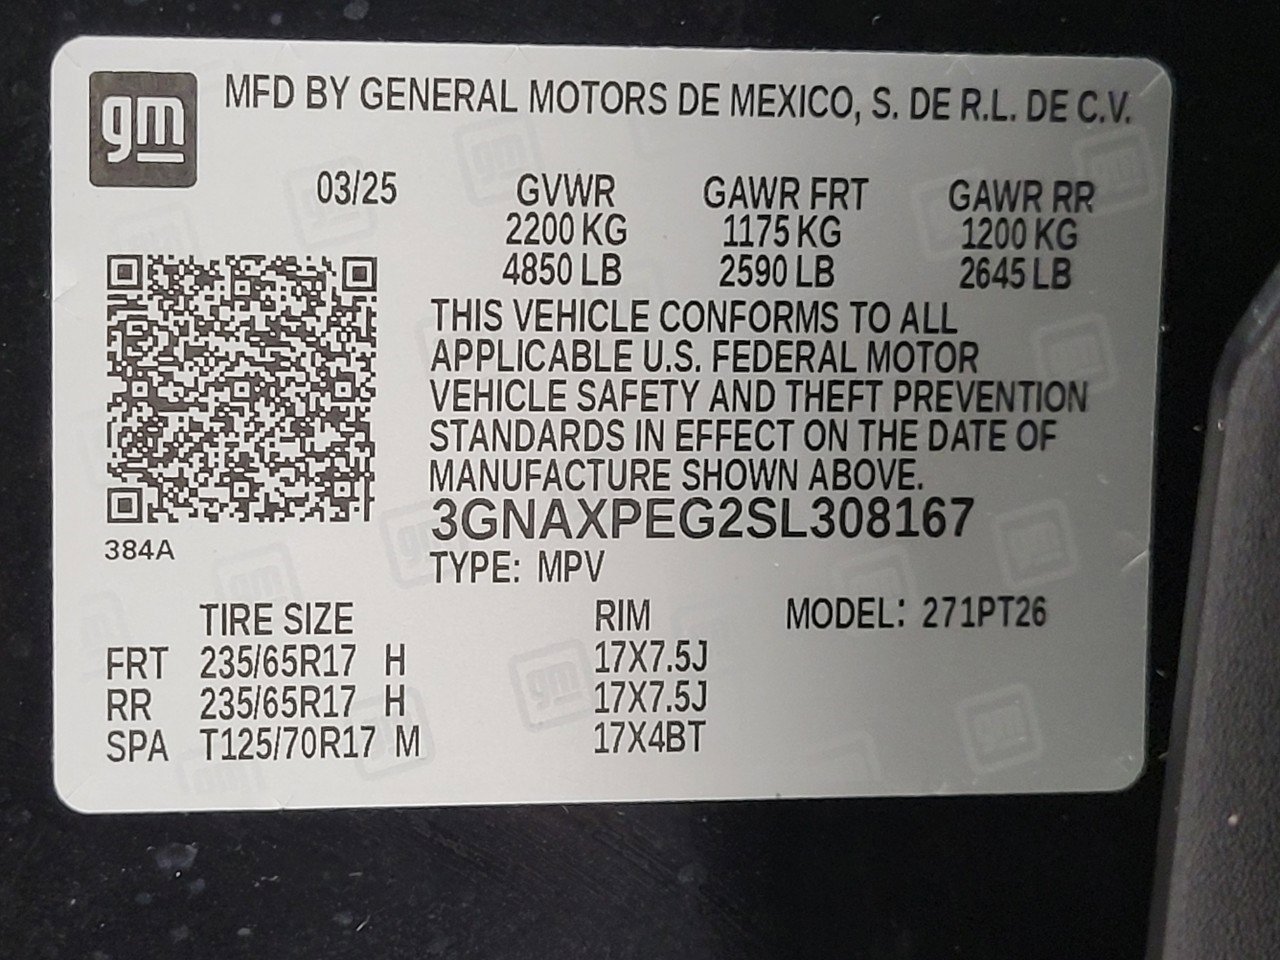 gm
MFD BY GENERAL MOTORS DE MEXICO, S. DE R.L. DE C.V.
03/25 GVWR GAWR FRT GAWR RR
2200 KG 1175 KG 1200 KG
4850 LB 2590 LB 2645 LB
THIS VEHICLE CONFORMS TO ALL
APPLICABLE U.S. FEDERAL MOTOR
VEHICLE SAFETY AND THEFT PREVENTION
STANDARDS IN EFFECT ON THE DATE OF
MANUFACTURE SHOWN ABOVE.
3GNAXPEG2SL308167
384A
TYPE: MPV
TIRE SIZE RIM MODEL: 271PT26
FRT 235/65R17 H 17X7.5J
RR 235/65R17 H 17X7.5J
SPA T125/70R17 M 17X4BT